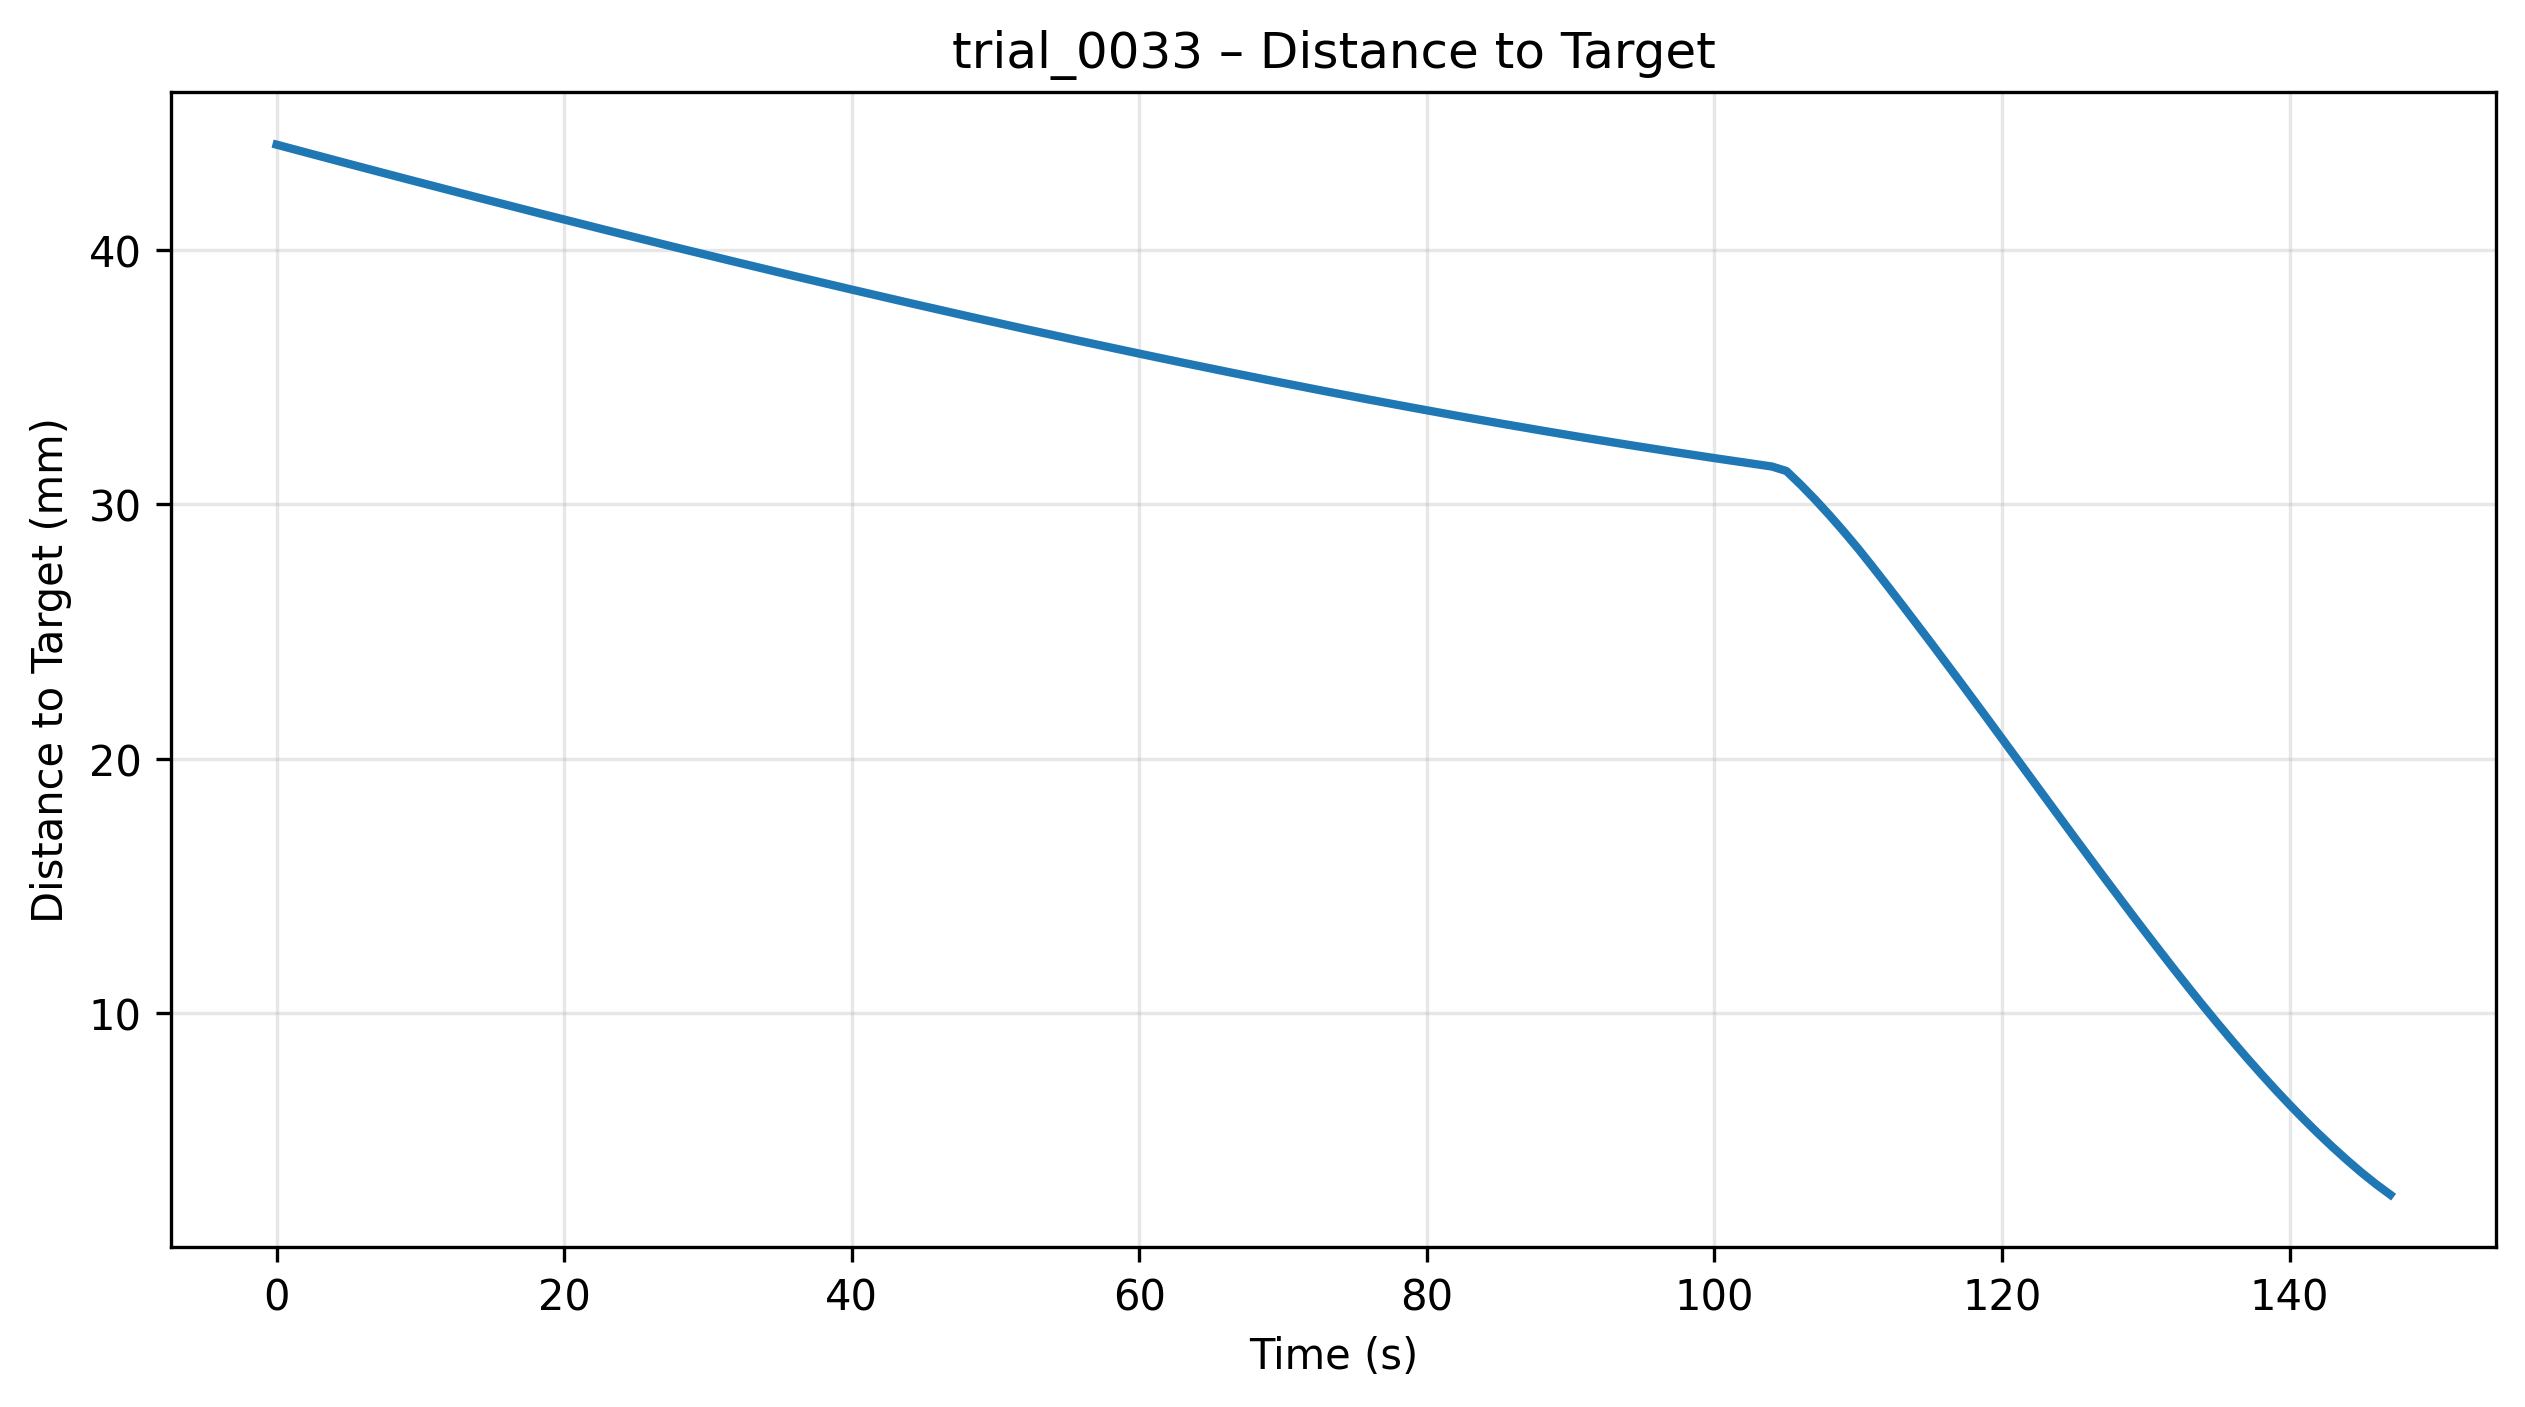 trial_0033 – Distance to Target
Distance to Target (mm)
40
30
20
10
0 20 40 60 80 100 120 140
Time (s)